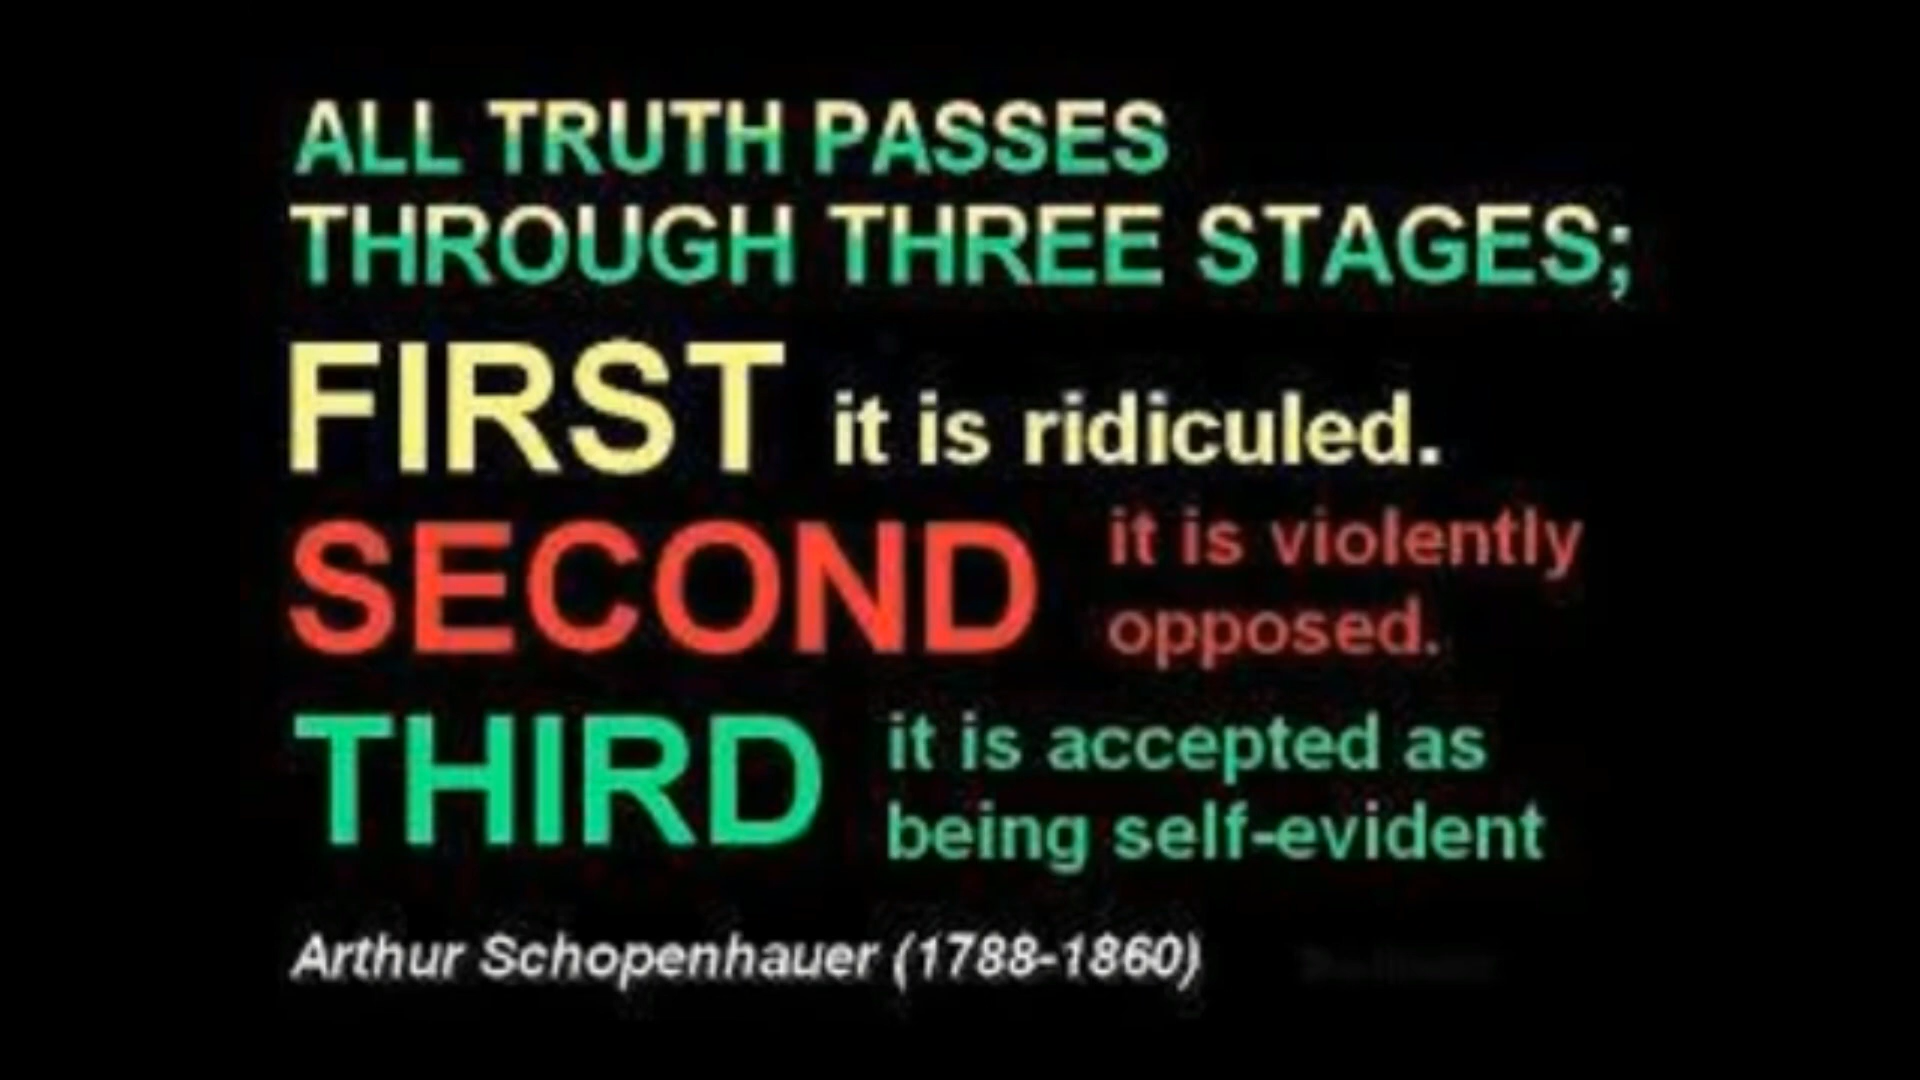 ALL TRUTH PASSES
THROUGH THREE STAGES;
FIRST it is ridiculed.
SECOND it is violently
opposed.
THIRD it is accepted as
being self-evident
Arthur Schopenhauer (1788-1860)